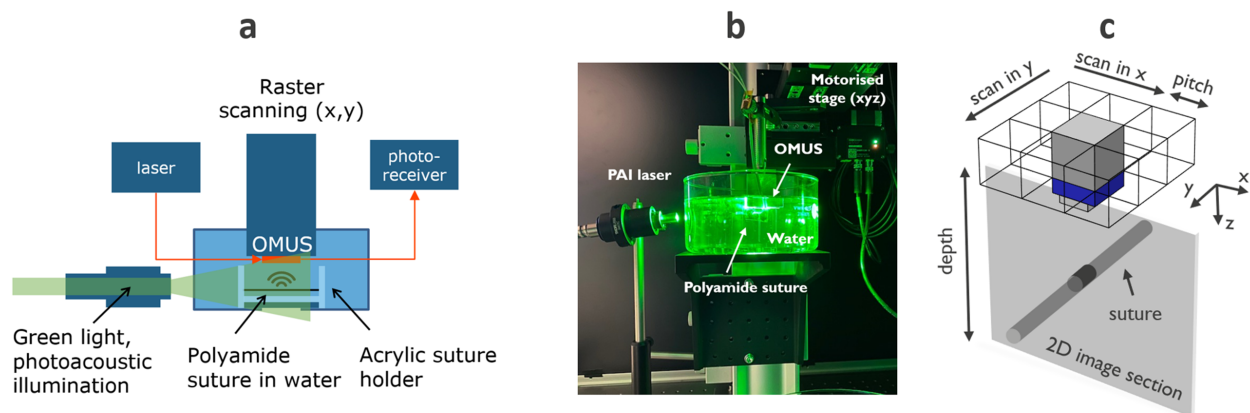 a
Raster
scanning (x,y)
laser
photo-
receiver
OMUS
Green light,
photoacoustic
illumination
Polyamide
suture in water
Acrylic suture
holder
b
Motorised
stage (xyz)
OMUS
PAI laser
Water
Polyamide suture
c
scan in y
scan in x
pitch
x
y
z
depth
suture
2D image section